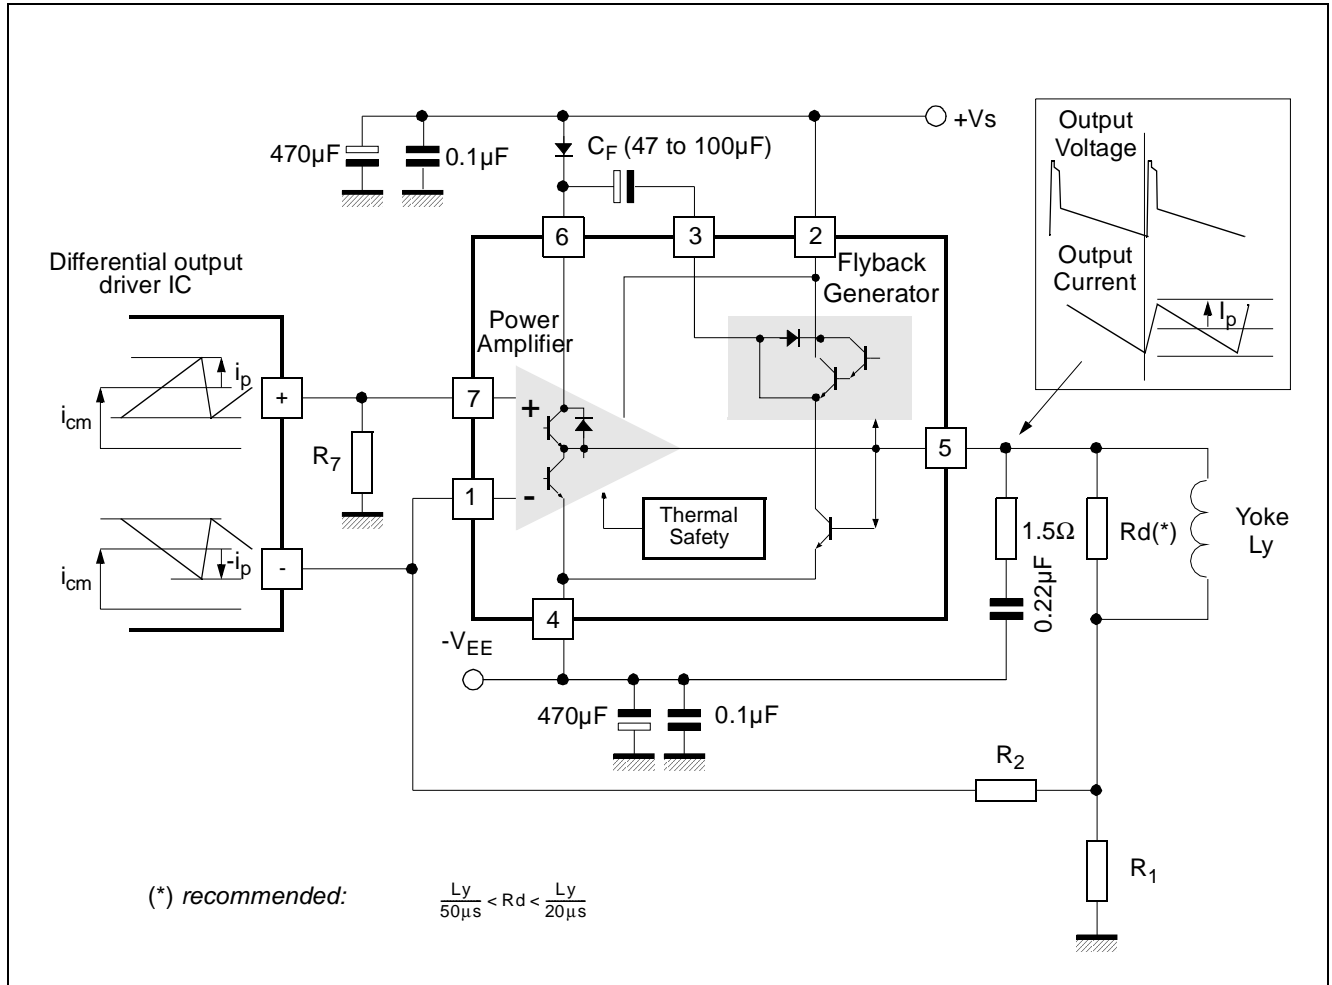 +Vs
470µF
0.1µF
C_F (47 to 100µF)
Output
Voltage
Output
Current
I_p
6
3
2
Differential output
driver IC
Flyback
Generator
Power
Amplifier
i_p
i_cm
+
7
+
R_7
1
-
5
Thermal
Safety
1.5Ω
Rd(*)
Yoke
Ly
0.22µF
i_cm
-i_p
-
4
-V_EE
470µF
0.1µF
R_2
R_1
(*) recommended:
Ly/50µs < Rd < Ly/20µs